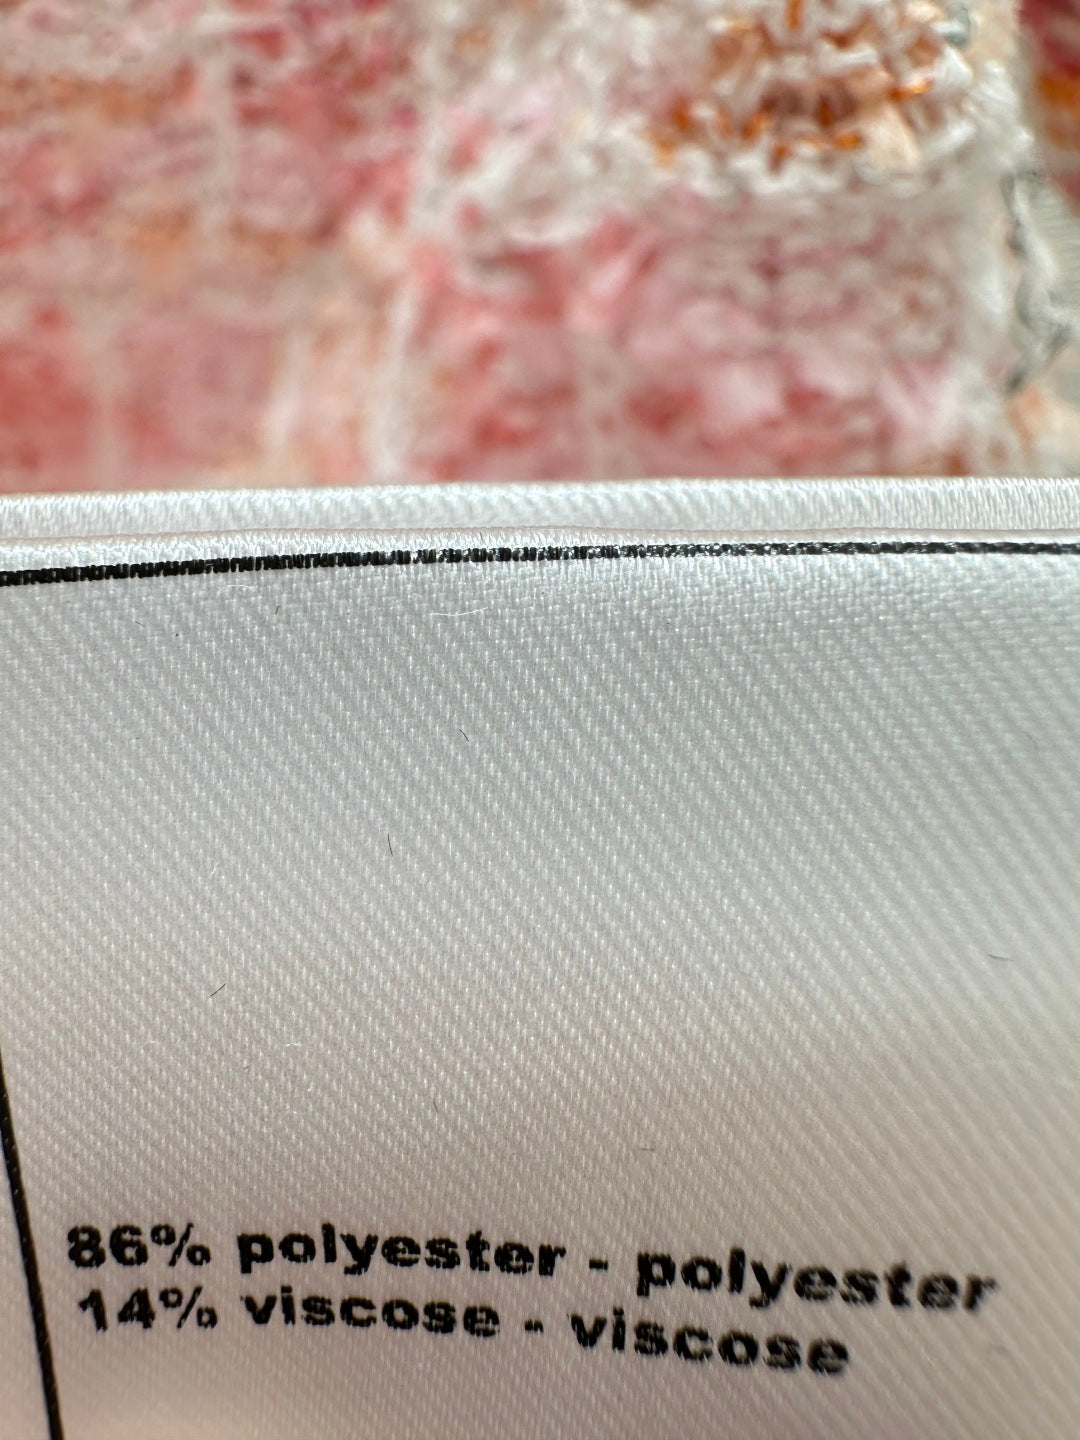 86% polyester - polyester
14% viscose - viscose